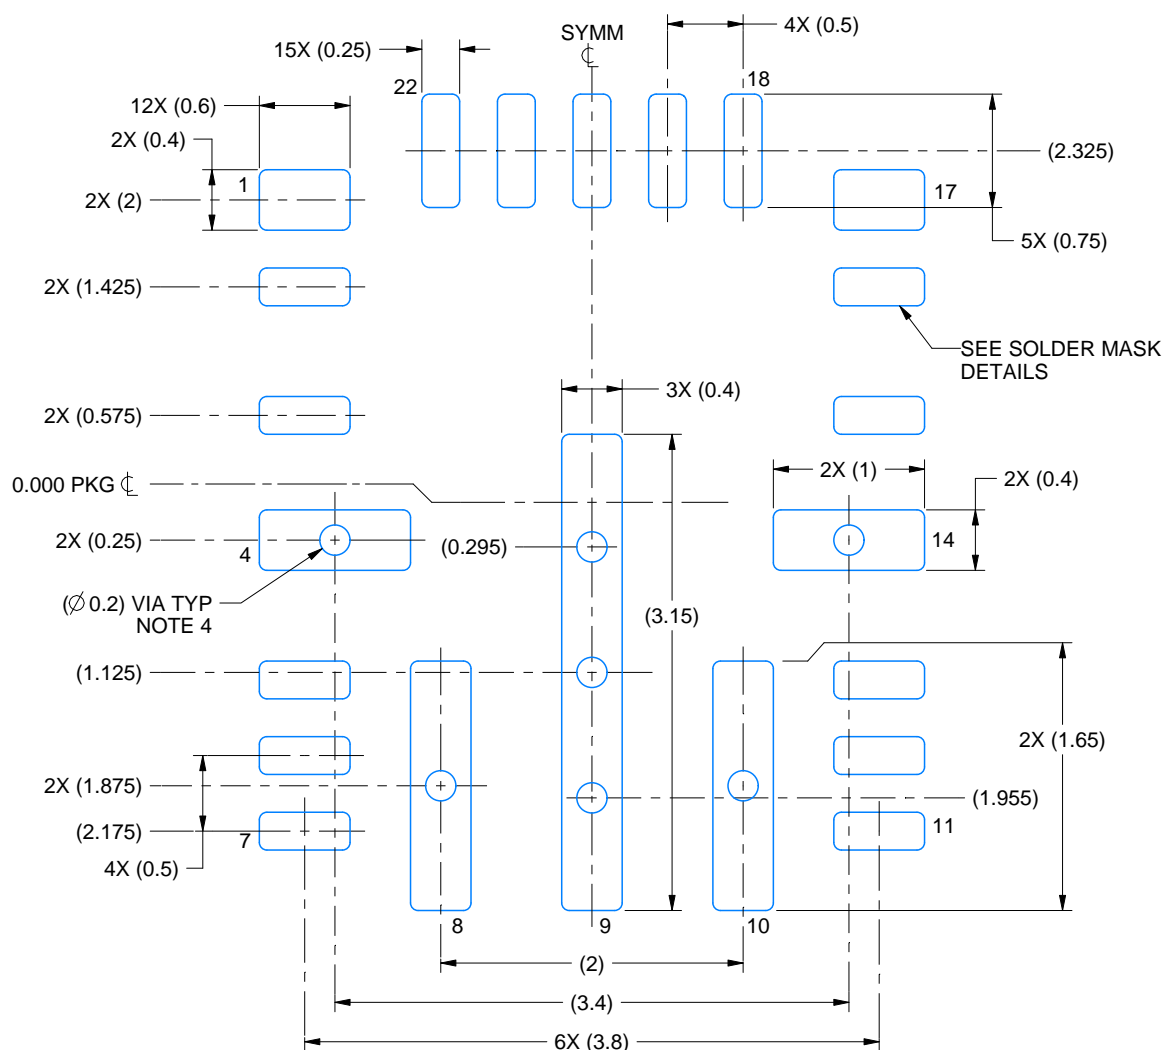 SYMM
4X (0.5)
15X (0.25)
22
18
12X (0.6)
2X (0.4)
(2.325)
1
17
2X (2)
5X (0.75)
2X (1.425)
SEE SOLDER MASK
DETAILS
3X (0.4)
2X (0.575)
2X (1)
2X (0.4)
0.000 PKG ℄
2X (0.25)
4
(0.295)
14
(Ø 0.2) VIA TYP
NOTE 4
(3.15)
(1.125)
2X (1.65)
2X (1.875)
(1.955)
(2.175)
7
11
4X (0.5)
8
9
10
(2)
(3.4)
6X (3.8)